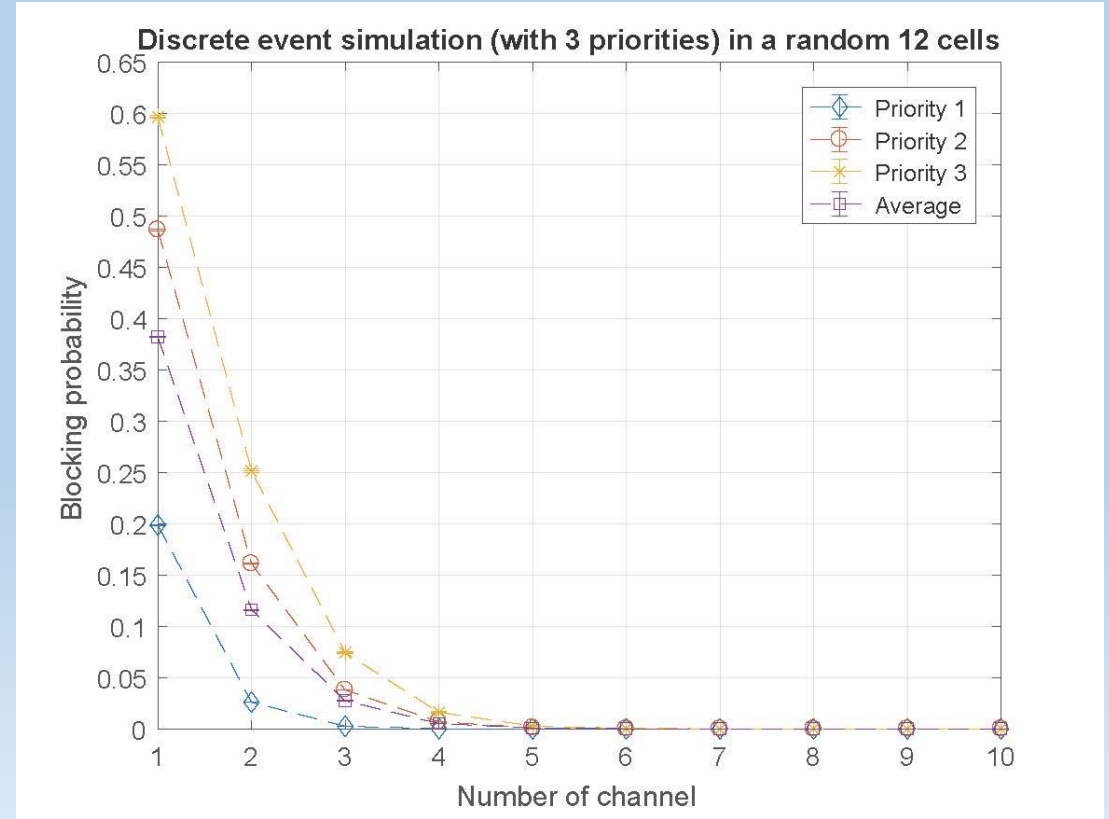 Discrete event simulation (with 3 priorities) in a random 12 cells
0.65
0.6
0.55
0.5
0.45
0.4
0.35
0.3
0.25
0.2
0.15
0.1
0.05
0
Blocking probability
Priority 1
Priority 2
Priority 3
Average
1 2 3 4 5 6 7 8 9 10
Number of channel